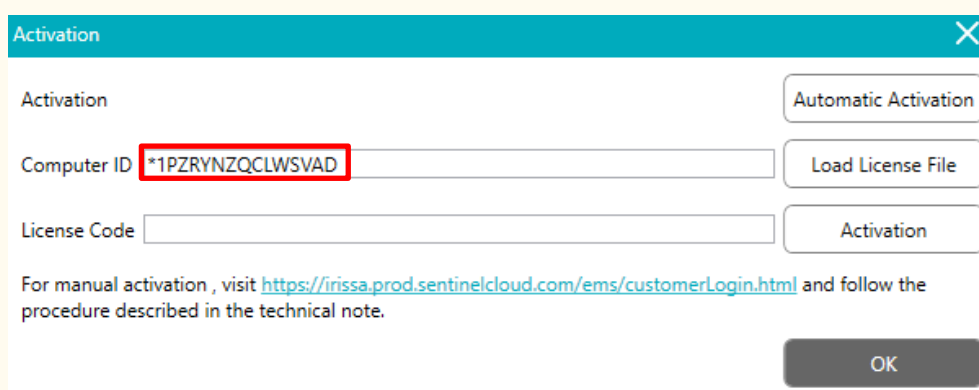 Activation
Activation
Automatic Activation
Computer ID
*1PZRYNZQCLWSVAD
Load License File
License Code
Activation
For manual activation , visit https://irissa.prod.sentinelcloud.com/ems/customerLogin.html and follow the
procedure described in the technical note.
OK